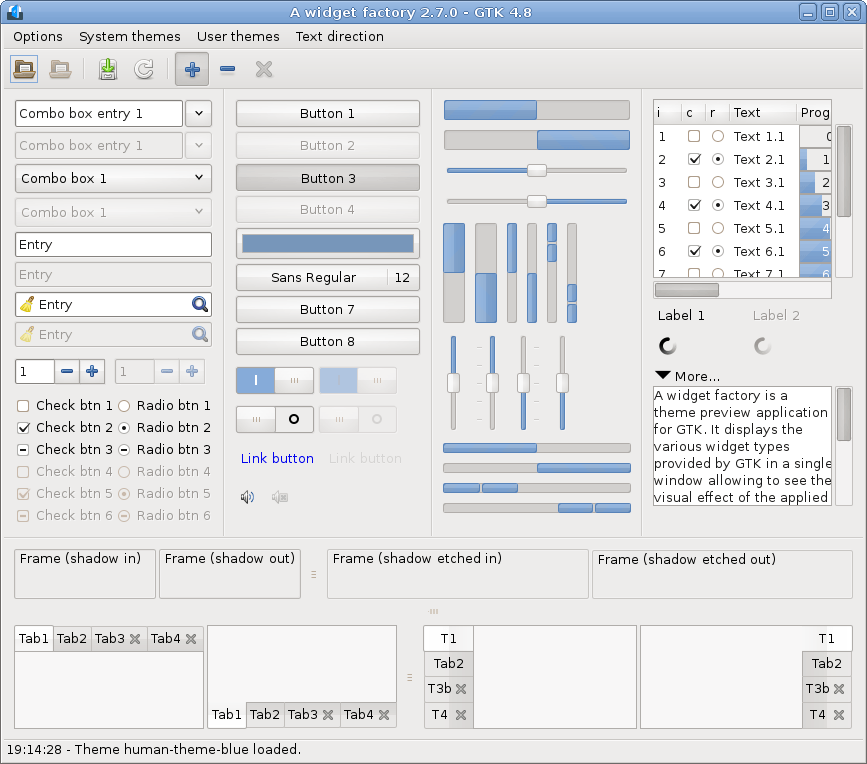 A widget factory 2.7.0 - GTK 4.8
Options System themes User themes Text direction
Combo box entry 1
Combo box entry 1
Combo box 1
Combo box 1
Entry
Entry
Entry
Entry
1 1
Check btn 1 Radio btn 1
Check btn 2 Radio btn 2
Check btn 3 Radio btn 3
Check btn 4 Radio btn 4
Check btn 5 Radio btn 5
Check btn 6 Radio btn 6
Button 1
Button 2
Button 3
Button 4
Sans Regular 12
Button 7
Button 8
Link button Link button
i c r Text Prog
1 Text 1.1 0
2 Text 2.1 1
3 Text 3.1 2
4 Text 4.1 3
5 Text 5.1 4
6 Text 6.1 5
7 Text 7.1 6
Label 1 Label 2
More...
A widget factory is a
theme preview application
for GTK. It displays the
various widget types
provided by GTK in a single
window allowing to see the
visual effect of the applied
Frame (shadow in) Frame (shadow out) Frame (shadow etched in) Frame (shadow etched out)
Tab1 Tab2 Tab3 Tab4
Tab1 Tab2 Tab3 Tab4
T1
Tab2
T3b
T4
T1
Tab2
T3b
T4
19:14:28 - Theme human-theme-blue loaded.